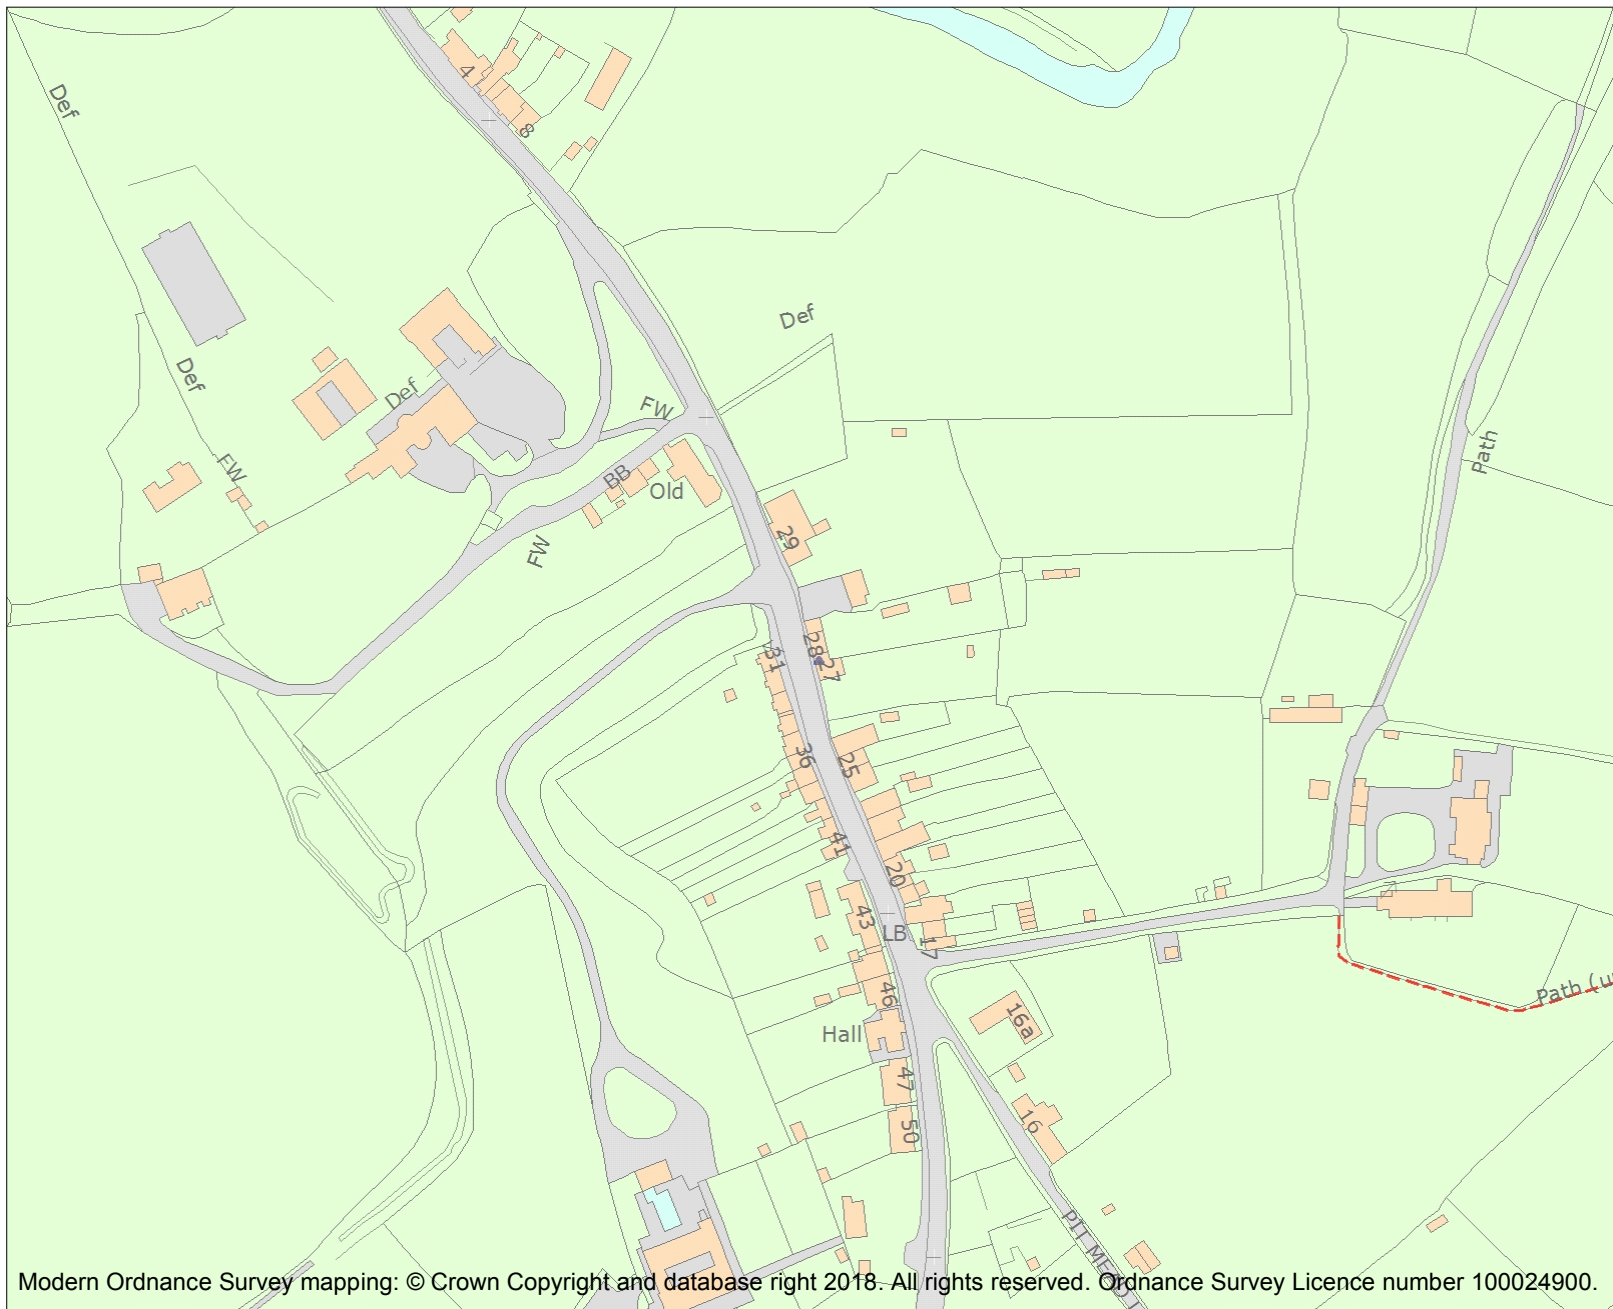 4
8
Def
Def
Def
Def
FW
FW
FW
BB
Old
Path
29
28
27
31
36
25
41
20
43
LB
17
46
Hall
16a
47
50
16
Path (u
PIT ME
Modern Ordnance Survey mapping: © Crown Copyright and database right 2018. All rights reserved. Ordnance Survey Licence number 100024900.